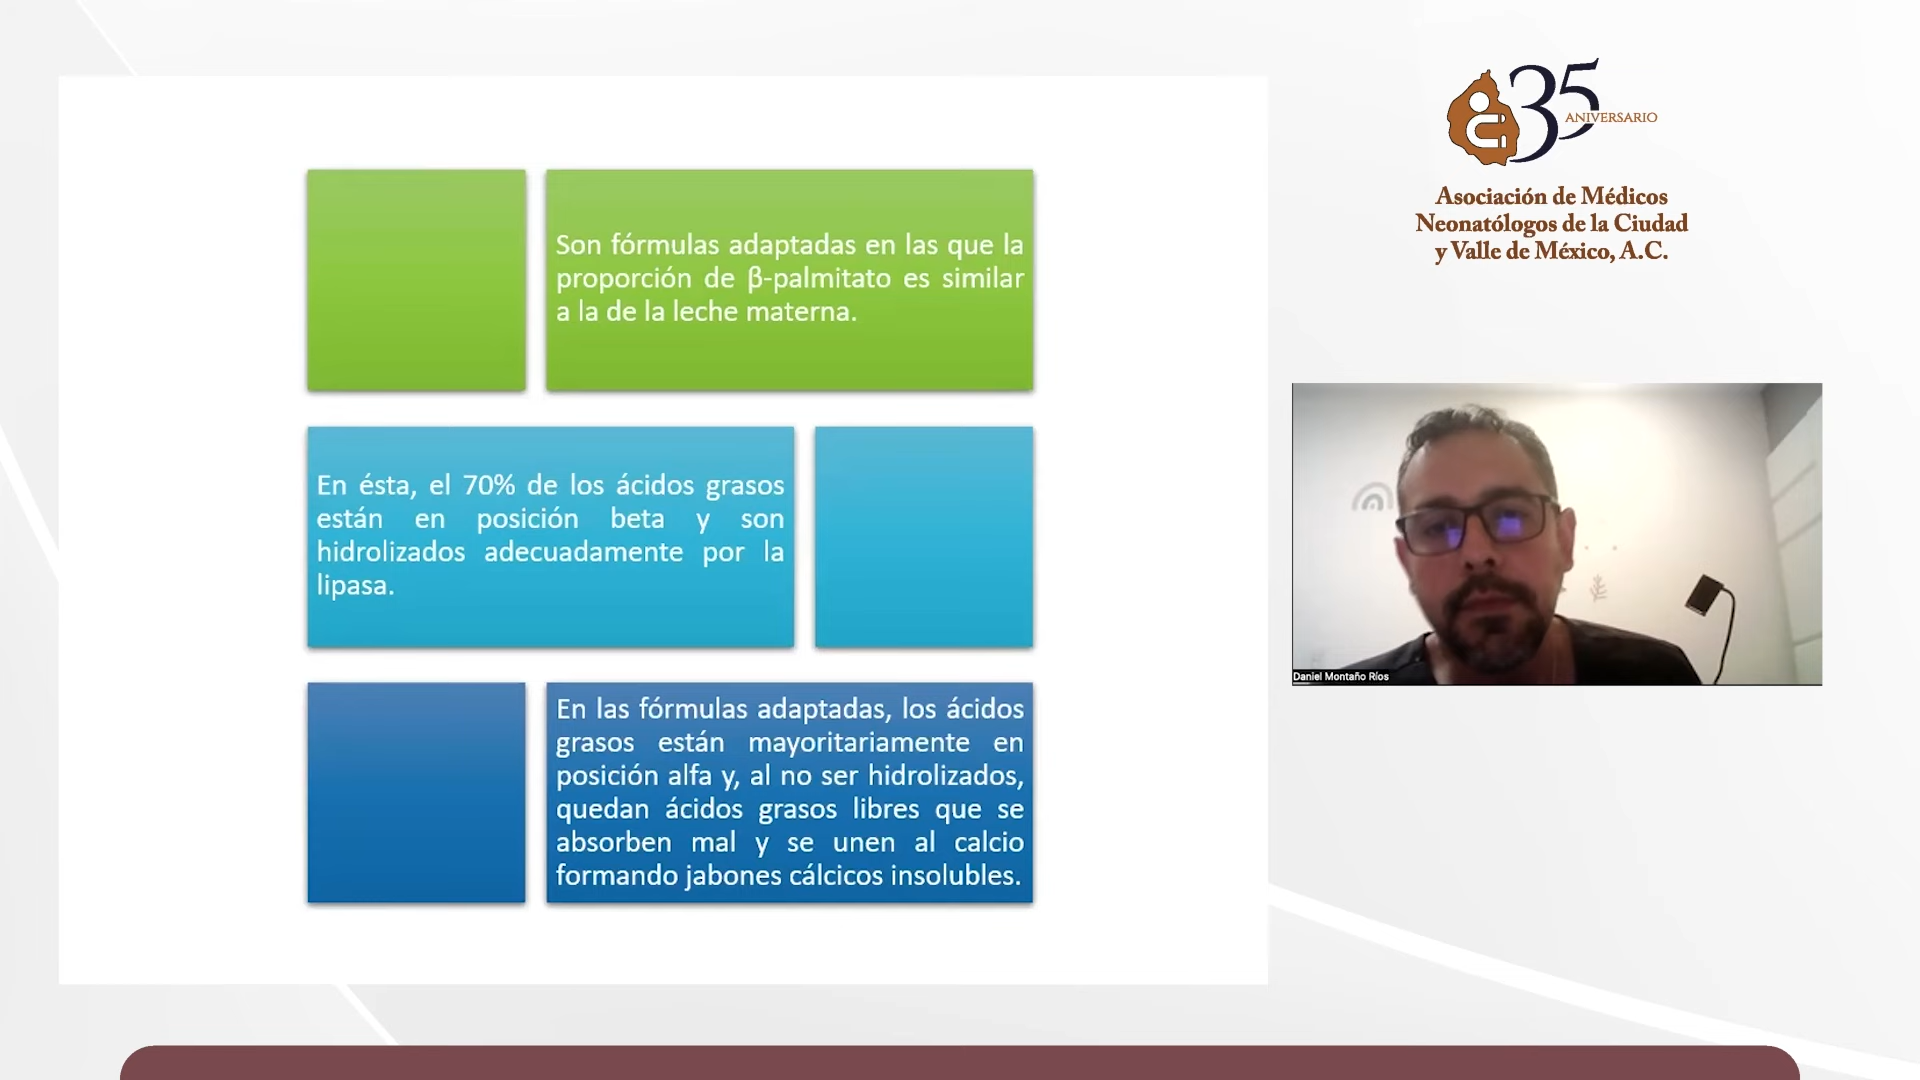 Son fórmulas adaptadas en las que la
proporción de β-palmitato es similar
a la de la leche materna.
En ésta, el 70% de los ácidos grasos
están en posición beta y son
hidrolizados adecuadamente por la
lipasa.
En las fórmulas adaptadas, los ácidos
grasos están mayoritariamente en
posición alfa y, al no ser hidrolizados,
quedan ácidos grasos libres que se
absorben mal y se unen al calcio
formando jabones cálcicos insolubles.
35
ANIVERSARIO
Asociación de Médicos
Neonatólogos de la Ciudad
y Valle de México, A.C.
Daniel Montaño Ríos